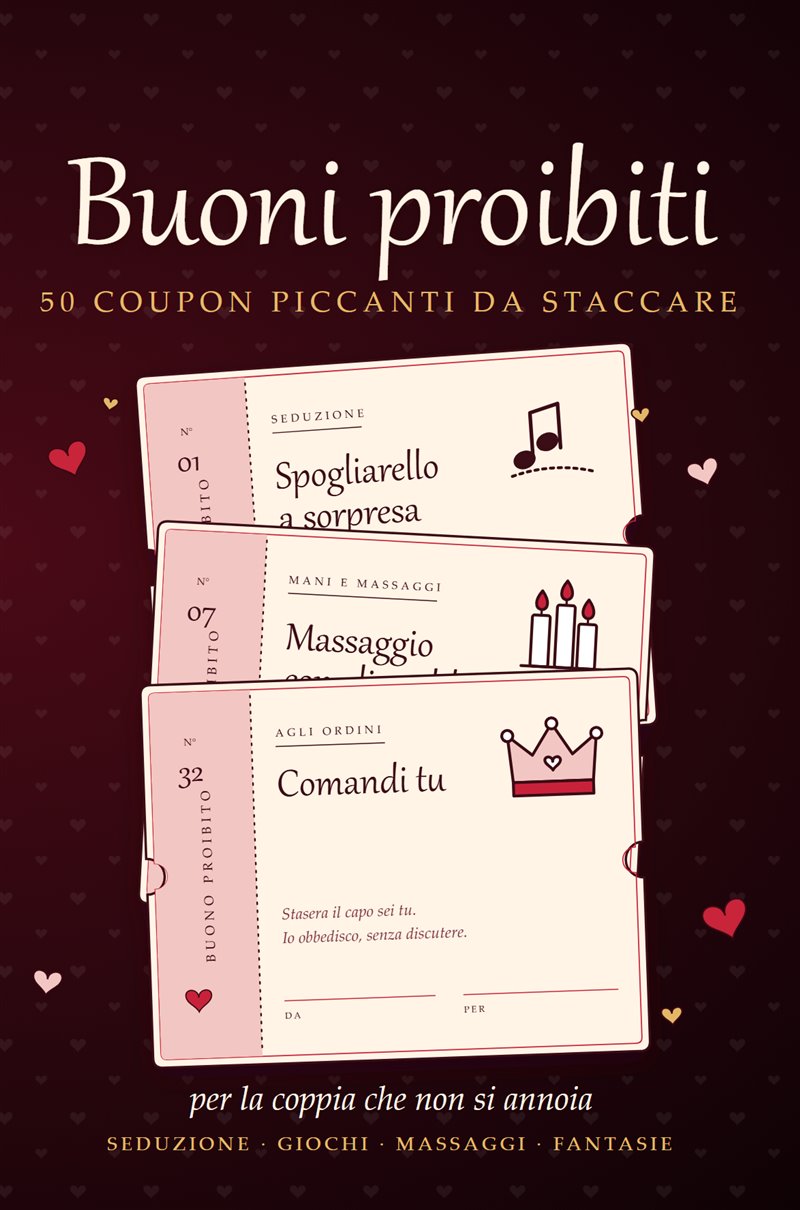 Buoni proibiti
50 COUPON PICCANTI DA STACCARE
N°
01
SEDUZIONE
Spogliarello
a sorpresa
N°
07
MANI E MASSAGGI
Massaggio
N°
32
BUONO PROIBITO
AGLI ORDINI
Comandi tu
Stasera il capo sei tu.
Io obbedisco, senza discutere.
DA
PER
per la coppia che non si annoia
SEDUZIONE · GIOCHI · MASSAGGI · FANTASIE